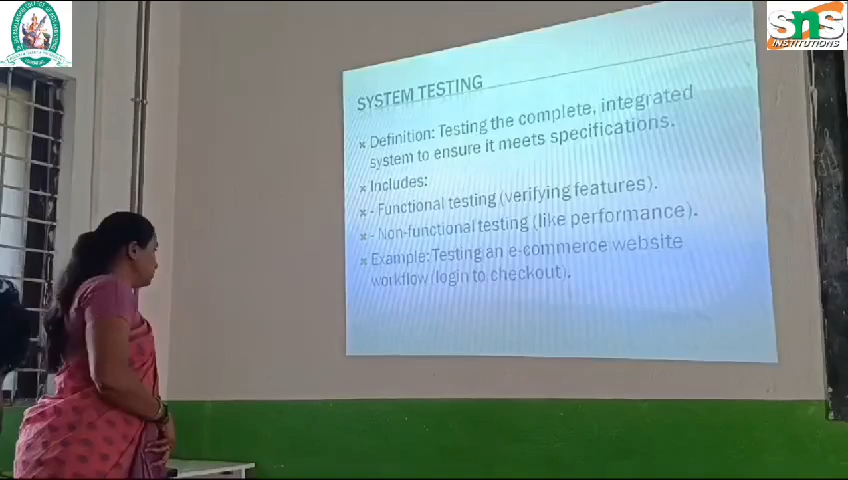 SNS
INSTITUTIONS
SYSTEM TESTING
Definition: Testing the complete, integrated
system to ensure it meets specifications.
Includes:
- Functional testing (verifying features).
- Non-functional testing (like performance).
Example: Testing an e-commerce website
workflow (login to checkout).